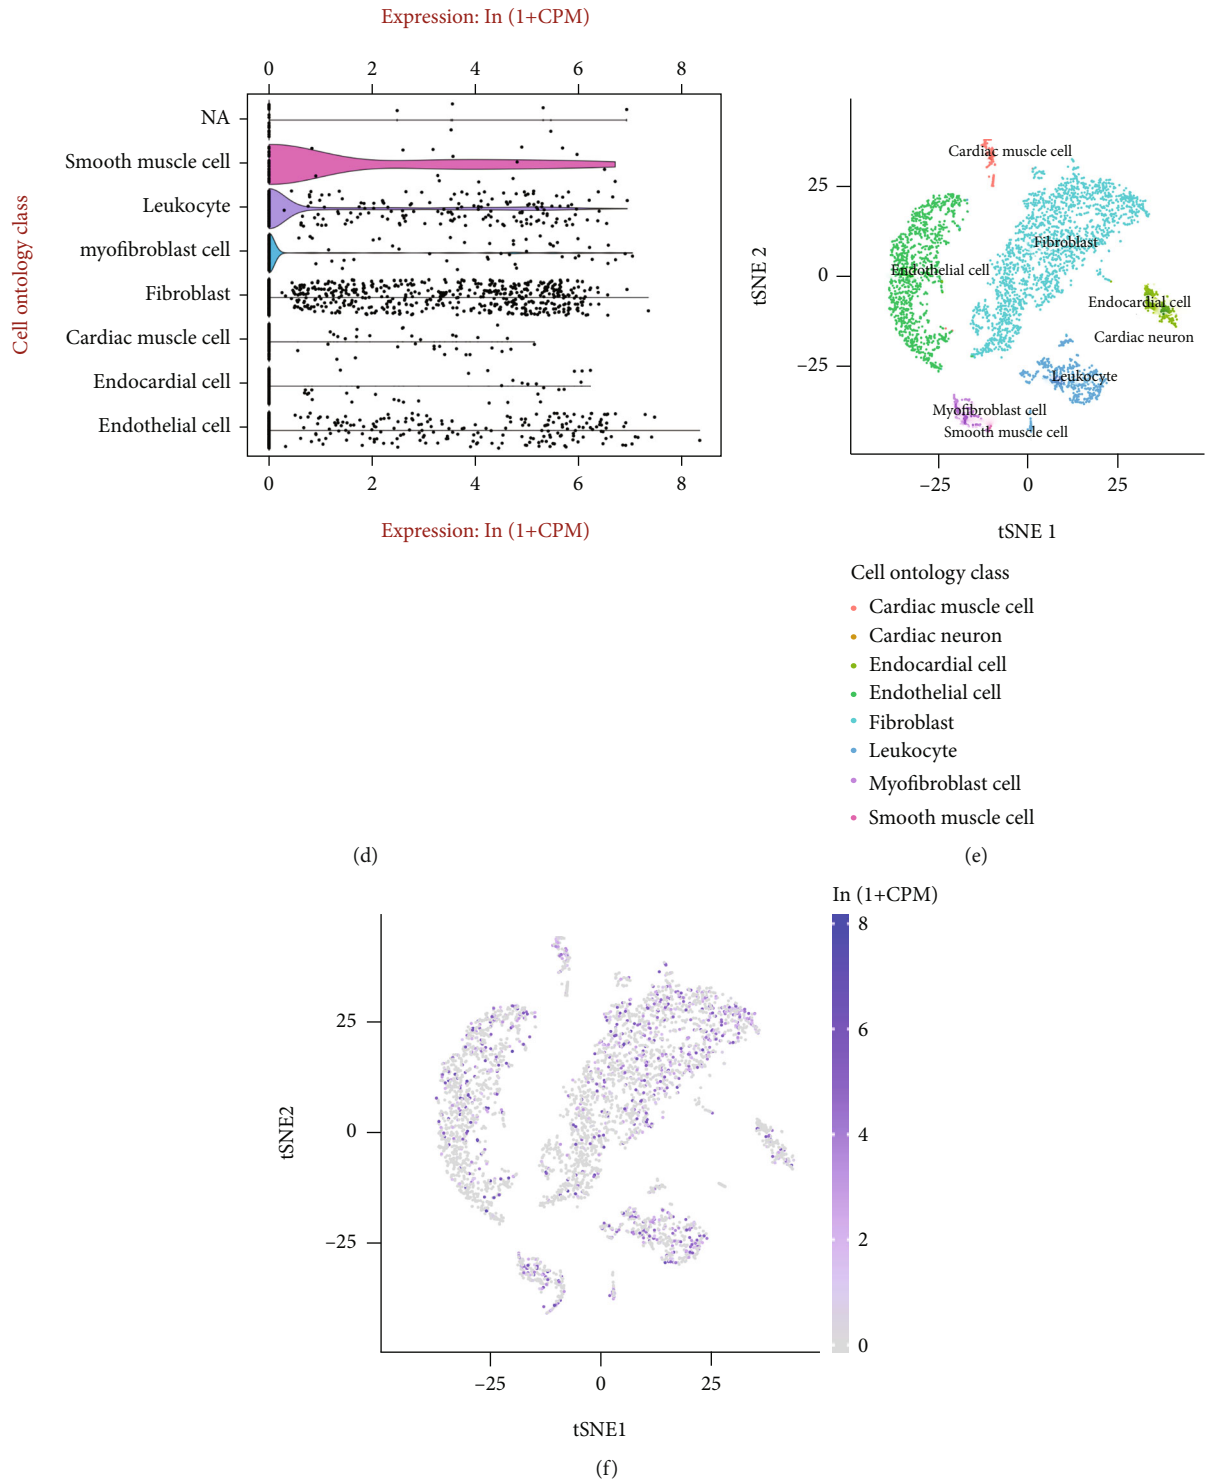 Expression: In (1+CPM)
0 2 4 6 8
Cell ontology class
NA
Smooth muscle cell
Leukocyte
myofibroblast cell
Fibroblast
Cardiac muscle cell
Endocardial cell
Endothelial cell
0 2 4 6 8
Expression: In (1+CPM)
(d)
tSNE 2
25
0
−25
Cardiac muscle cell
Fibroblast
Endothelial cell
Endocardial cell
Cardiac neuron
Leukocyte
Myofibroblast cell
Smooth muscle cell
−25 0 25
tSNE 1
Cell ontology class
Cardiac muscle cell
Cardiac neuron
Endocardial cell
Endothelial cell
Fibroblast
Leukocyte
Myofibroblast cell
Smooth muscle cell
(e)
tSNE2
25
0
−25
−25 0 25
tSNE1
In (1+CPM)
8
6
4
2
0
(f)